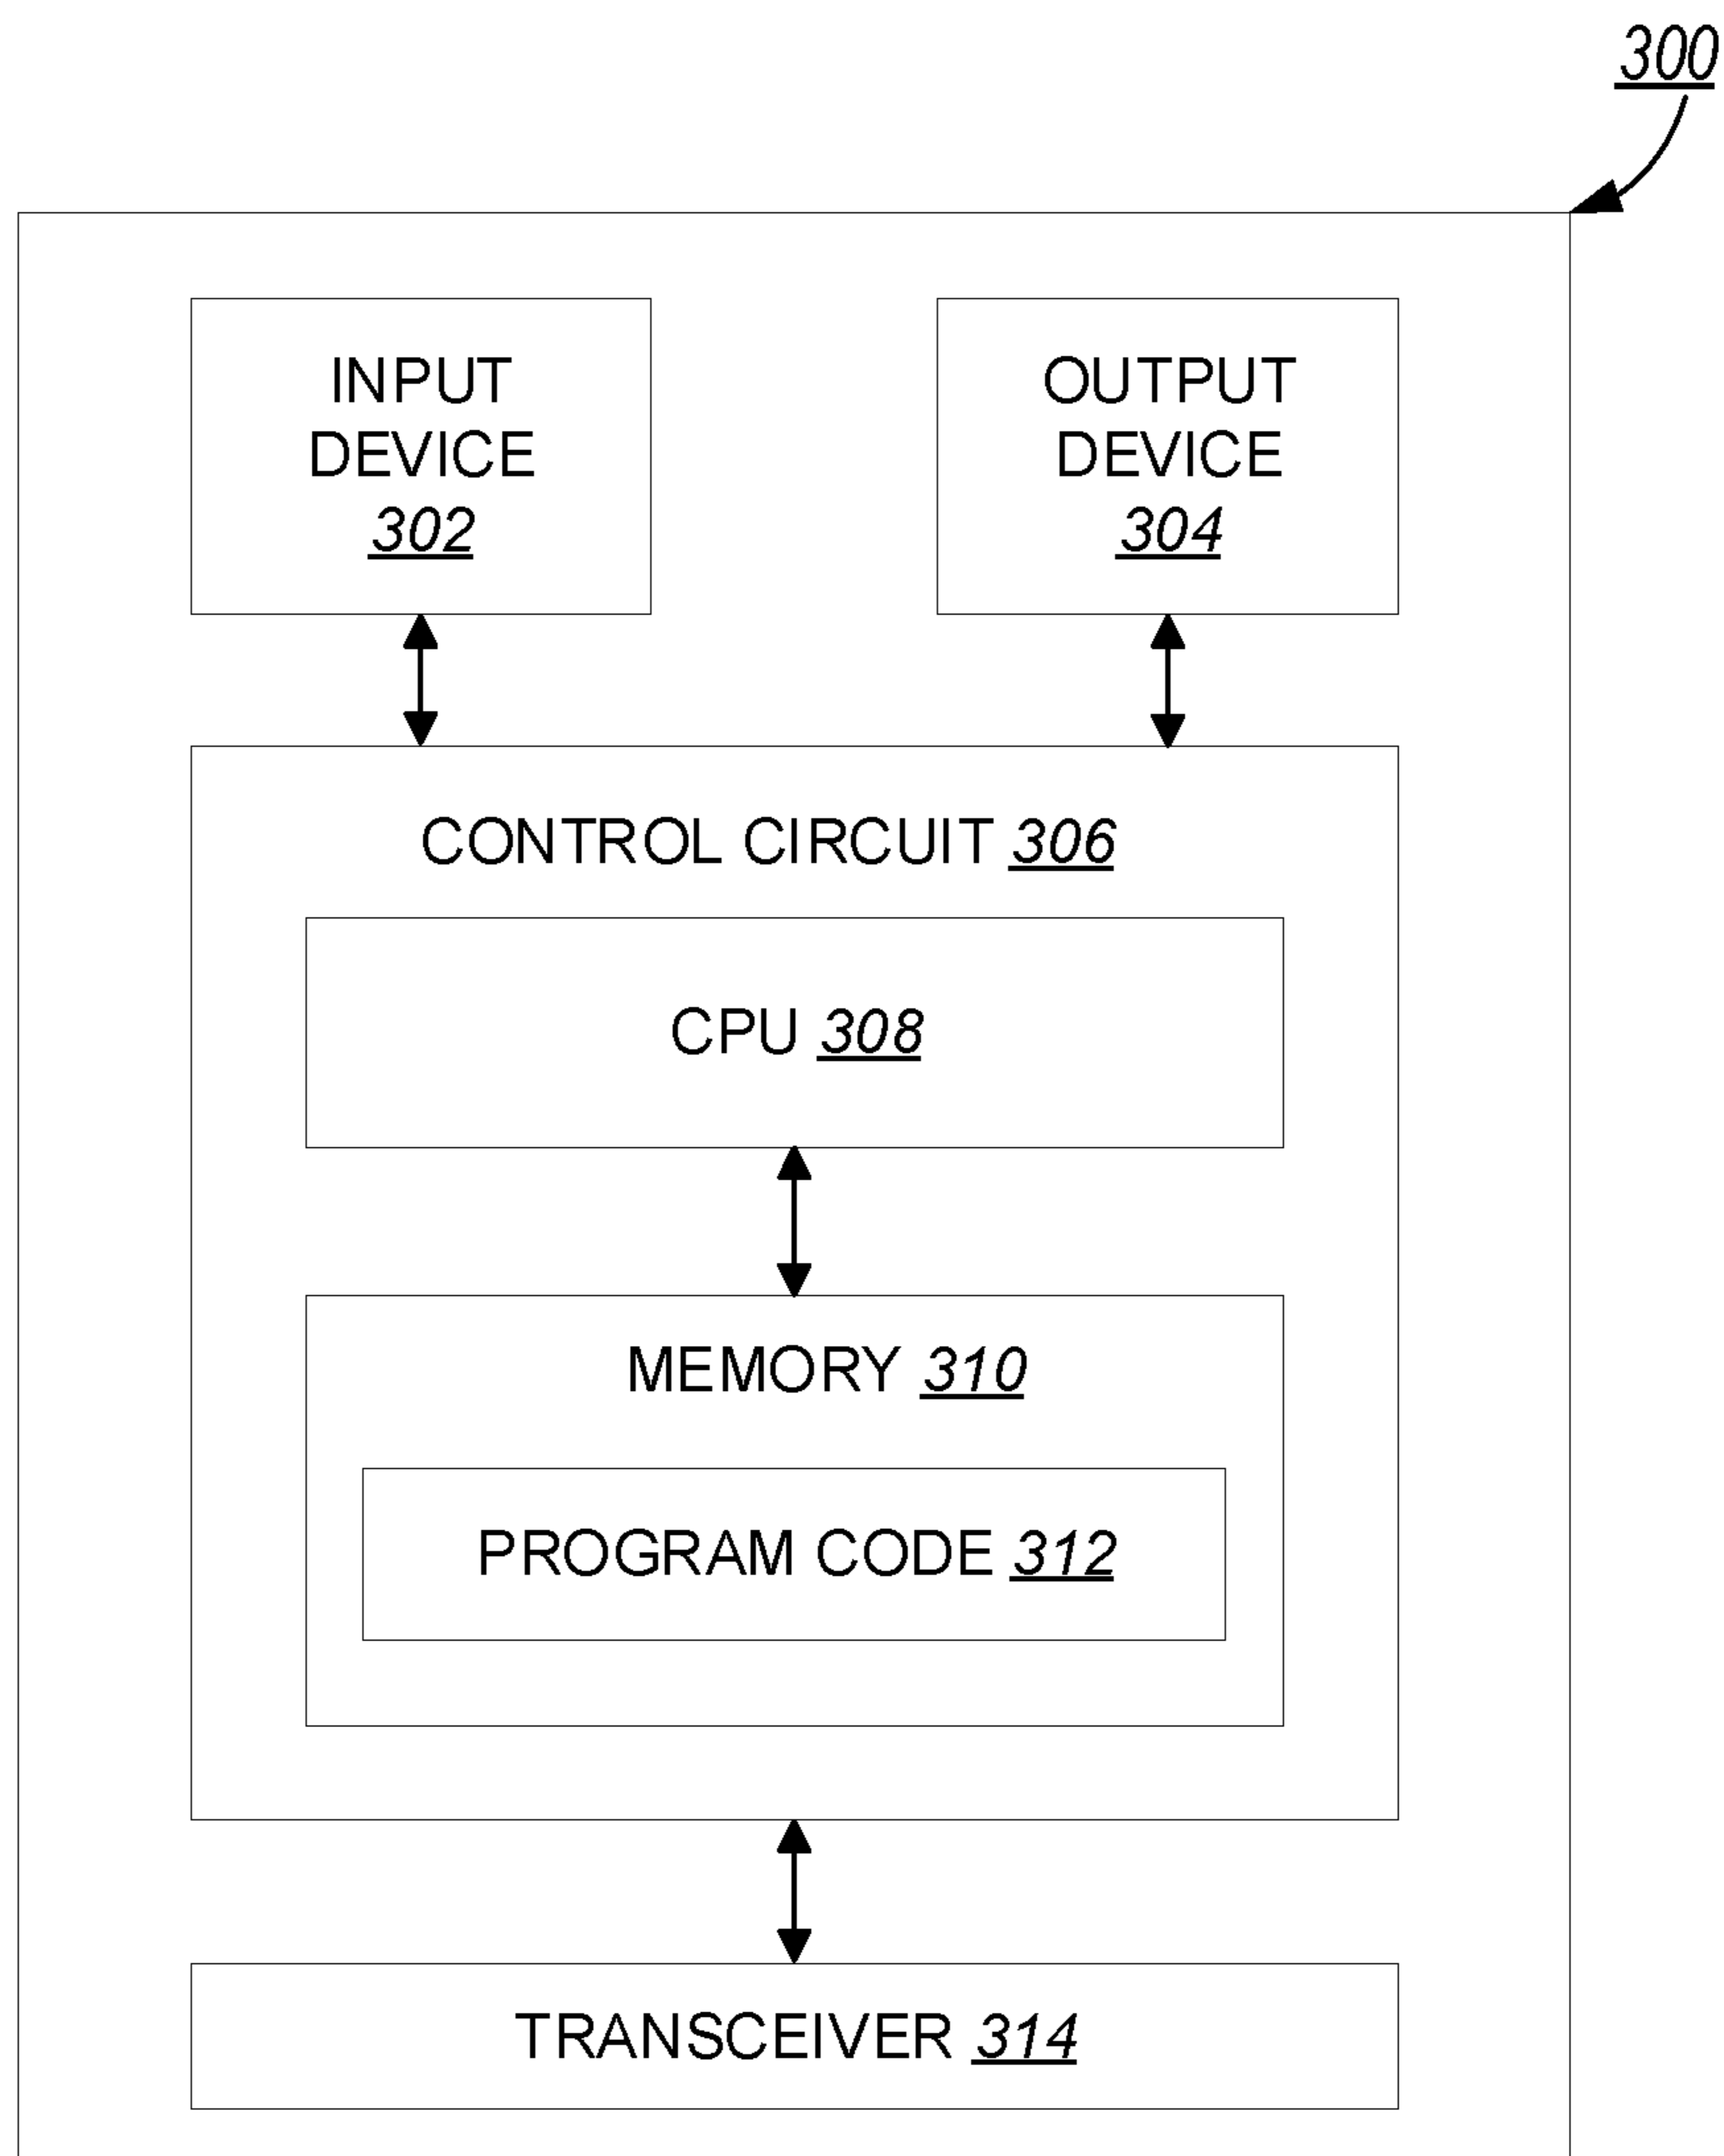 300
INPUT
DEVICE
302
OUTPUT
DEVICE
304
CONTROL CIRCUIT 306
CPU 308
MEMORY 310
PROGRAM CODE 312
TRANSCEIVER 314